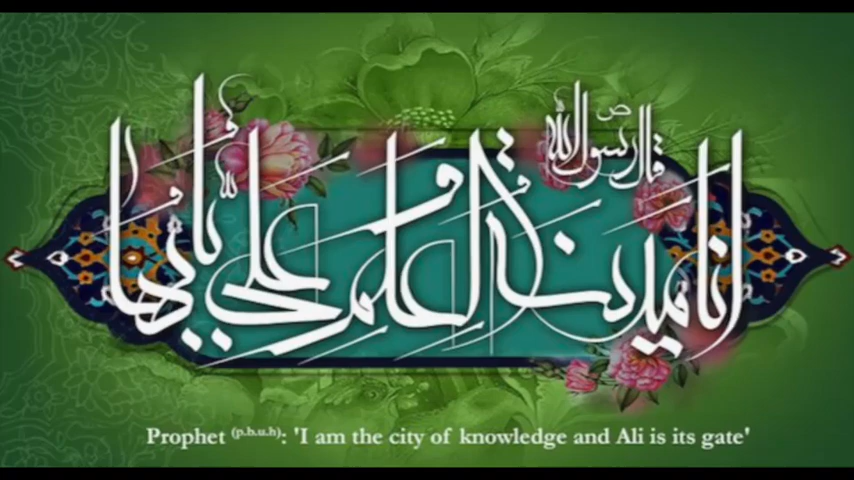 قال رسول الله ص
انا مدينة العلم و علي بابها
Prophet (p.b.u.h): 'I am the city of knowledge and Ali is its gate'